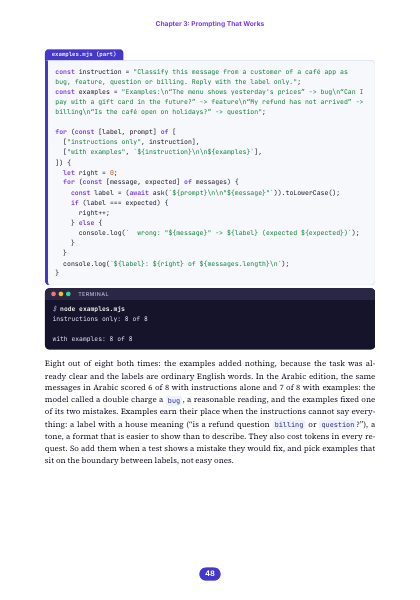 Chapter 3: Prompting That Works
examples.mjs (part)
const instruction = "Classify this message from a customer of a café app as
bug, feature, question or billing. Reply with the label only.";
const examples = "Examples:\n“The menu shows yesterday's prices” -> bug\n“Can I
pay with a gift card in the future?” -> feature\n“My refund has not arrived” ->
billing\n“Is the café open on holidays?” -> question";
for (const [label, prompt] of [
["instructions only", instruction],
["with examples", `${instruction}\n\n${examples}`],
]) {
let right = 0;
for (const [message, expected] of messages) {
const label = (await ask(`${prompt}\n\n"${message}"`)).toLowerCase();
if (label === expected) {
right++;
} else {
console.log(`  wrong: "${message}" -> ${label} (expected ${expected})`);
}
}
console.log(`${label}: ${right} of ${messages.length}\n`);
}
TERMINAL
$ node examples.mjs
instructions only: 8 of 8
with examples: 8 of 8
Eight out of eight both times: the examples added nothing, because the task was al-
ready clear and the labels are ordinary English words. In the Arabic edition, the same
messages in Arabic scored 6 of 8 with instructions alone and 7 of 8 with examples: the
model called a double charge a bug, a reasonable reading, and the examples fixed one
of its two mistakes. Examples earn their place when the instructions cannot say every-
thing: a label with a house meaning (“is a refund question billing or question?”), a
tone, a format that is easier to show than to describe. They also cost tokens in every re-
quest. So add them when a test shows a mistake they would fix, and pick examples that
sit on the boundary between labels, not easy ones.
48